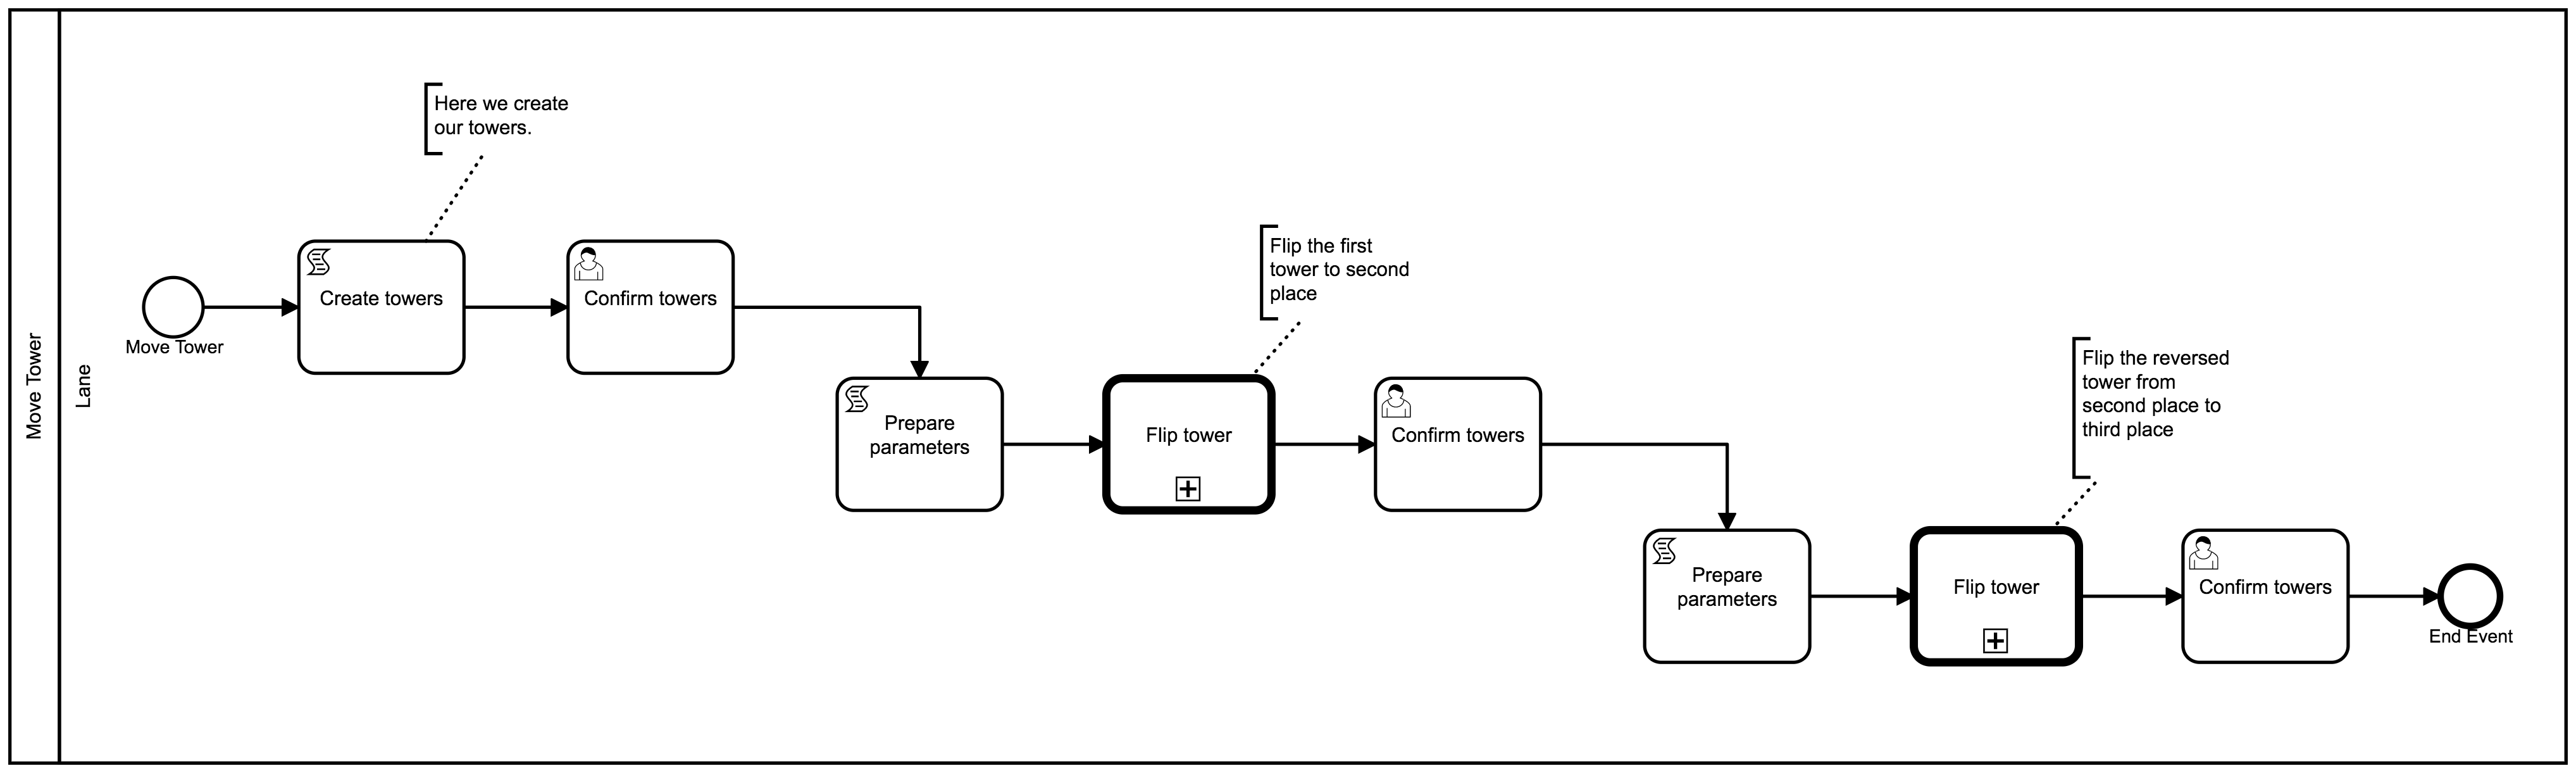 Move Tower
Lane
Here we create
our towers.
Move Tower
Create towers
Confirm towers
Prepare
parameters
Flip the first
tower to second
place
Flip tower
Confirm towers
Prepare
parameters
Flip the reversed
tower from
second place to
third place
Flip tower
Confirm towers
End Event